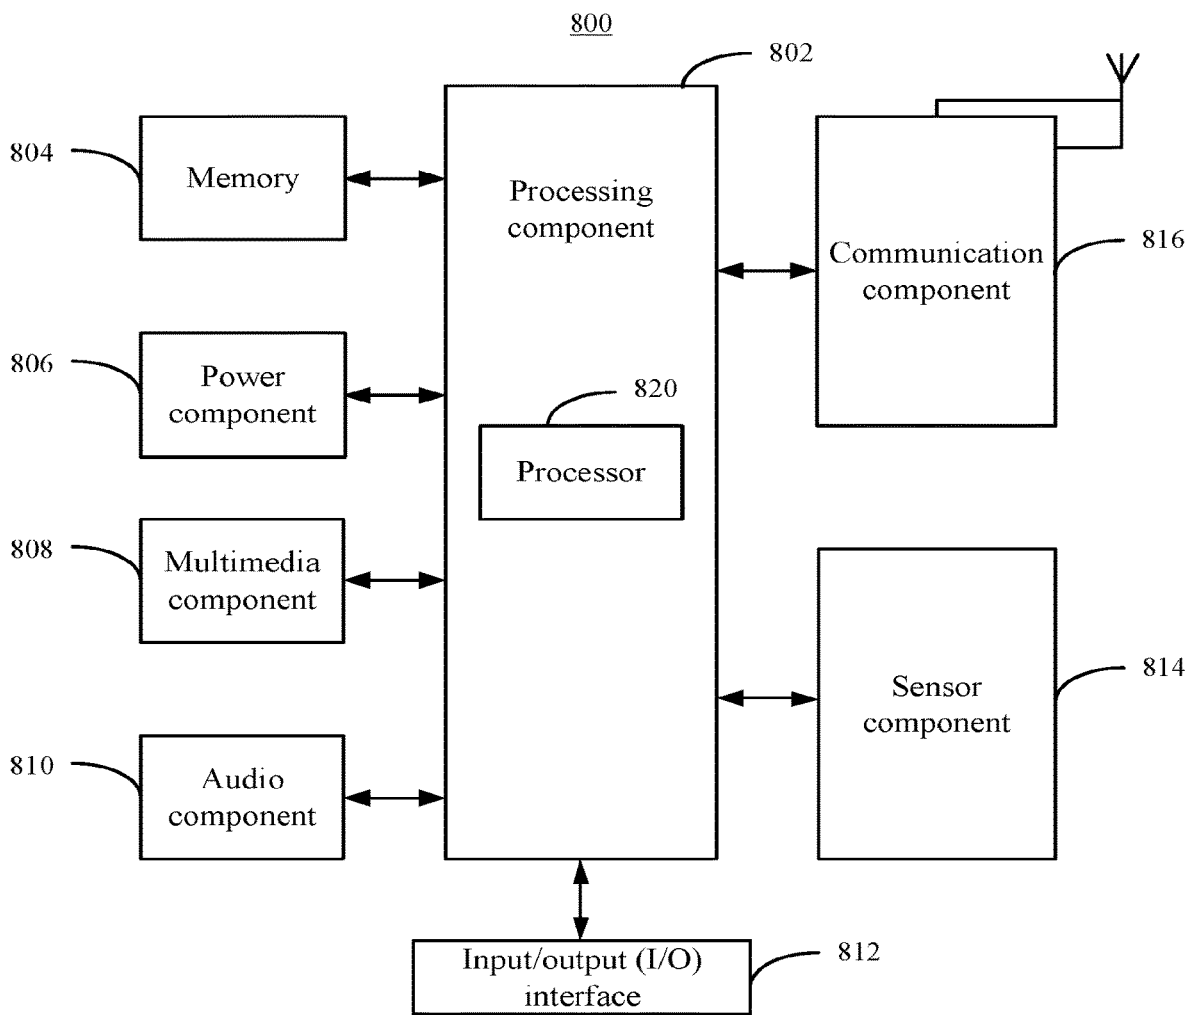 800
802
804
Memory
Processing
component
Communication
component
816
806
Power
component
820
Processor
808
Multimedia
component
814
Sensor
component
810
Audio
component
Input/output (I/O)
interface
812